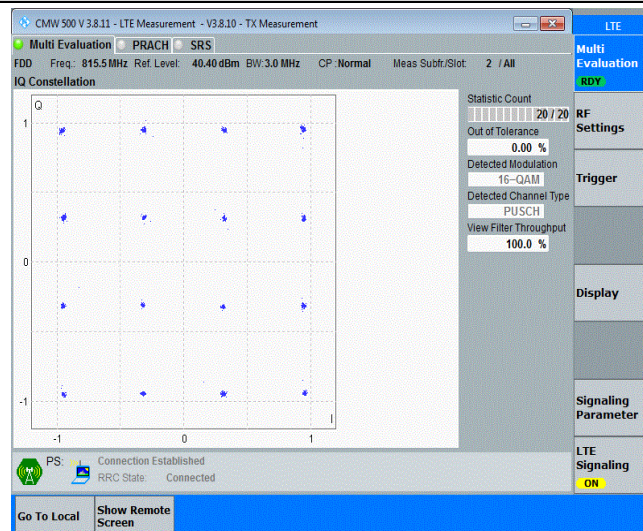 CMW 500 V 3.8.11 - LTE Measurement - V3.8.10 - TX Measurement
LTE
Multi Evaluation PRACH SRS
Multi
Evaluation
RDY
FDD Freq.: 815.5 MHz Ref. Level: 40.40 dBm BW: 3.0 MHz CP: Normal Meas Subfr./Slot: 2 / All
IQ Constellation
Q
1
0
-1
-1 0 1
I
Statistic Count
20 / 20
Out of Tolerance
0.00 %
Detected Modulation
16-QAM
Detected Channel Type
PUSCH
View Filter Throughput
100.0 %
RF
Settings
Trigger
Display
Signaling
Parameter
LTE
Signaling
ON
PS: Connection Established
RRC State: Connected
Go To Local
Show Remote
Screen